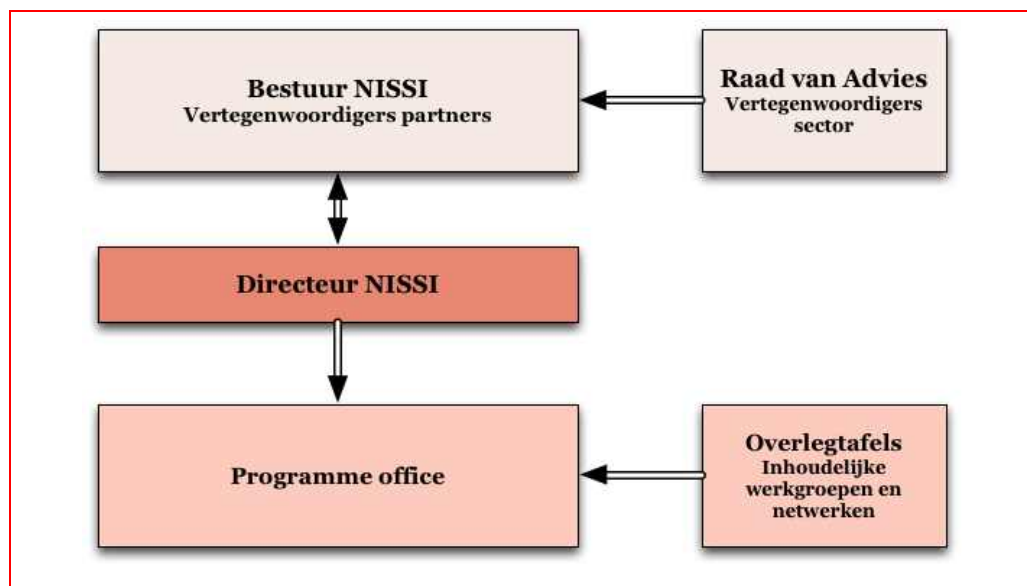 Bestuur NISSI
Vertegenwoordigers partners
Raad van Advies
Vertegenwoordigers
sector
Directeur NISSI
Programme office
Overlegtafels
Inhoudelijke
werkgroepen en
netwerken